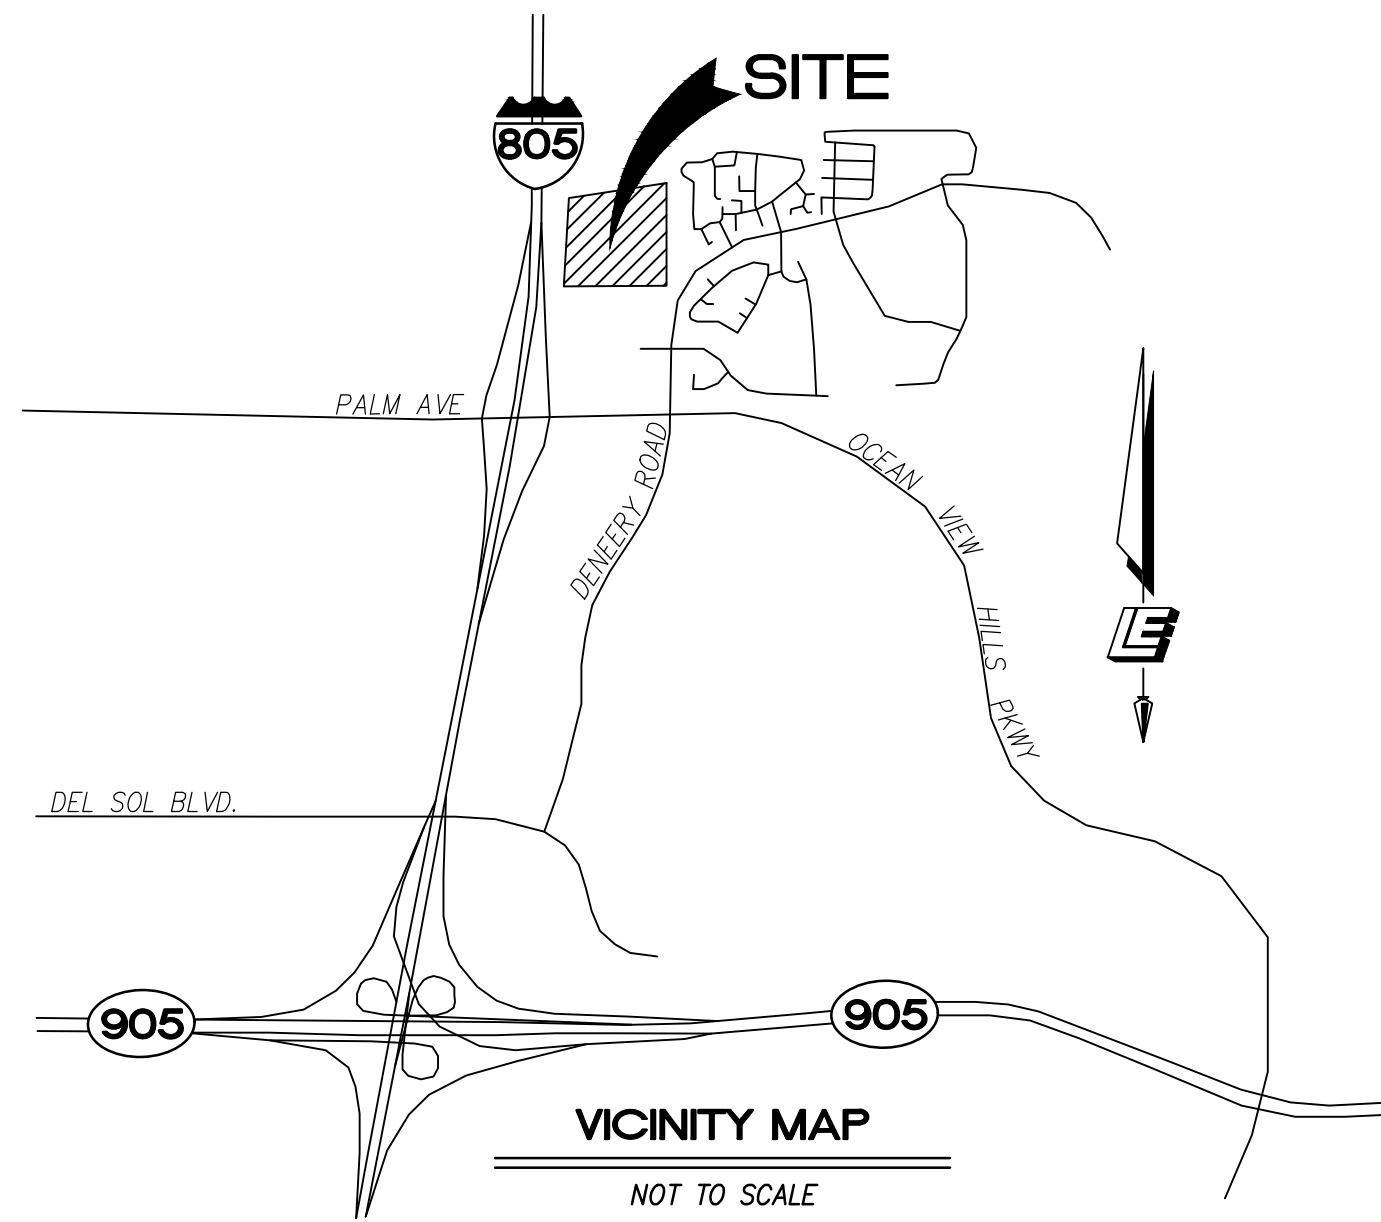 SITE
805
PALM AVE
DENEERY ROAD
OCEAN VIEW HILLS PKWY
LE
DEL SOL BLVD.
905
905
VICINITY MAP
NOT TO SCALE